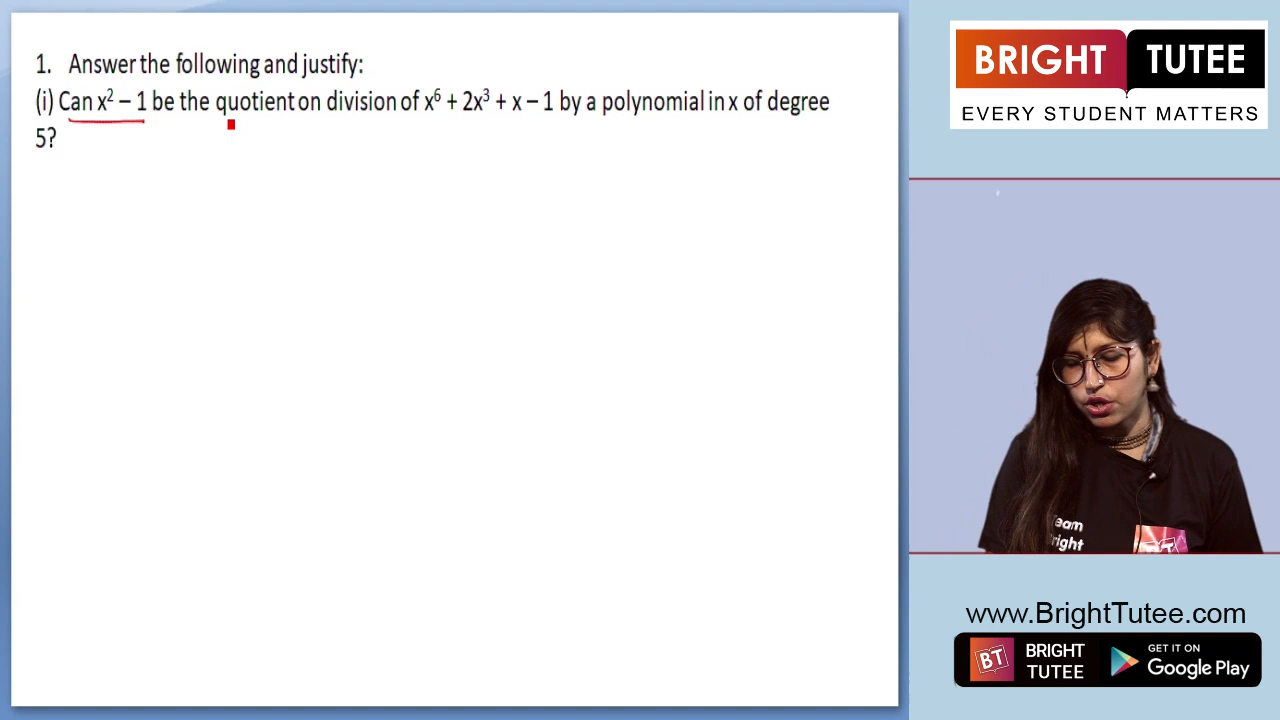 1. Answer the following and justify:
(i) Can x² – 1 be the quotient on division of x⁶ + 2x³ + x – 1 by a polynomial in x of degree
5?
BRIGHT TUTEE
EVERY STUDENT MATTERS
Team
www.BrightTutee.com
BT
BRIGHT
TUTEE
GET IT ON
Google Play